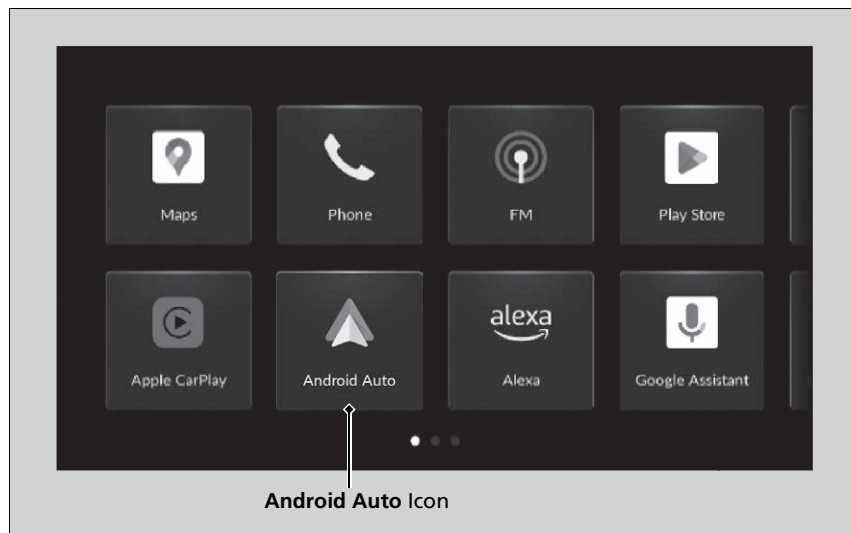 Maps
Phone
FM
Play Store
Apple CarPlay
Android Auto
alexa
Alexa
Google Assistant
Android Auto Icon